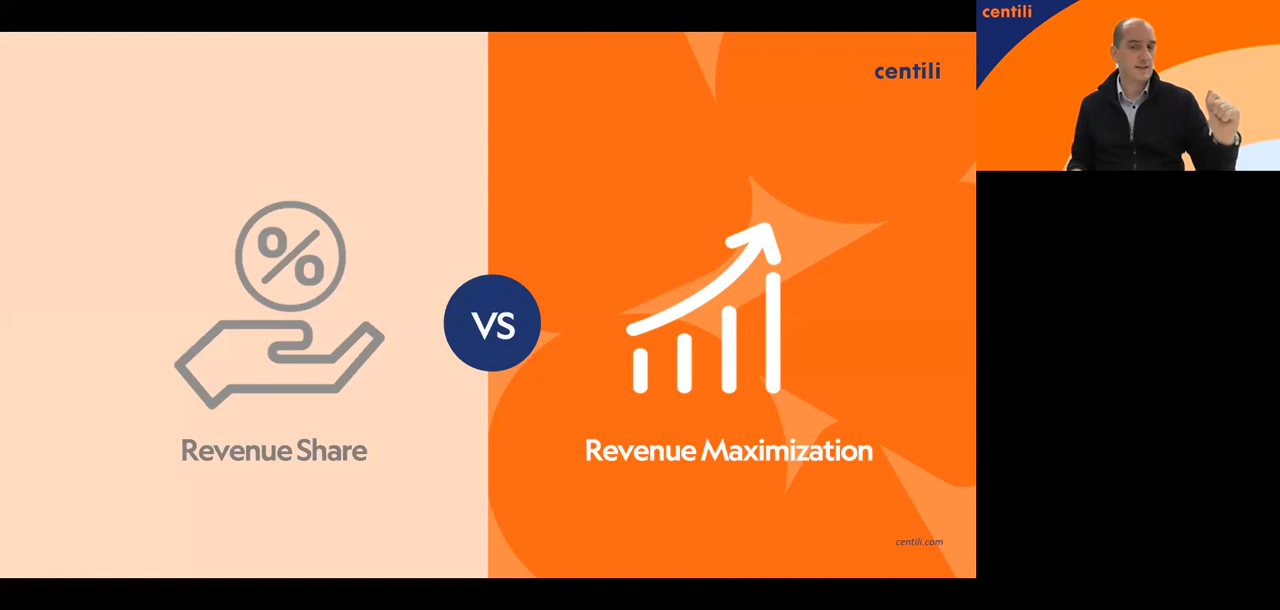 centili
centili
%
VS
Revenue Share
Revenue Maximization
centili.com